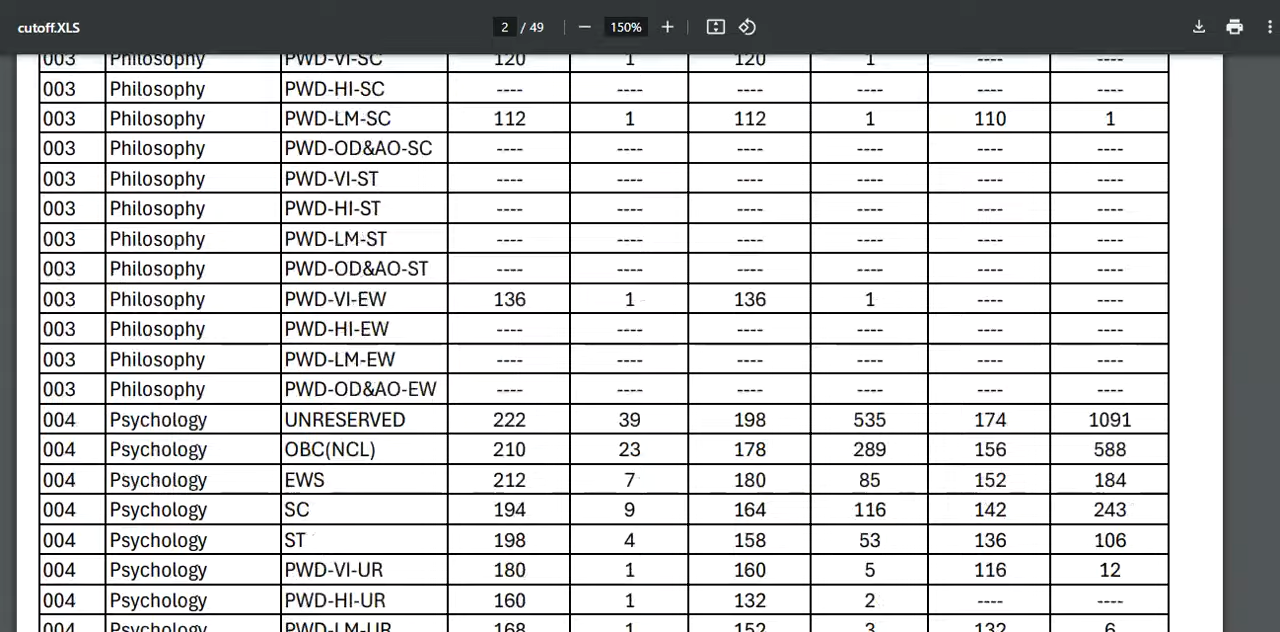 cutoff.XLS 2 / 49 150%
003 Philosophy PWD-VI-SC 120 1 120 1 ---- ----
003 Philosophy PWD-HI-SC ---- ---- ---- ---- ---- ----
003 Philosophy PWD-LM-SC 112 1 112 1 110 1
003 Philosophy PWD-OD&AO-SC ---- ---- ---- ---- ---- ----
003 Philosophy PWD-VI-ST ---- ---- ---- ---- ---- ----
003 Philosophy PWD-HI-ST ---- ---- ---- ---- ---- ----
003 Philosophy PWD-LM-ST ---- ---- ---- ---- ---- ----
003 Philosophy PWD-OD&AO-ST ---- ---- ---- ---- ---- ----
003 Philosophy PWD-VI-EW 136 1 136 1 ---- ----
003 Philosophy PWD-HI-EW ---- ---- ---- ---- ---- ----
003 Philosophy PWD-LM-EW ---- ---- ---- ---- ---- ----
003 Philosophy PWD-OD&AO-EW ---- ---- ---- ---- ---- ----
004 Psychology UNRESERVED 222 39 198 535 174 1091
004 Psychology OBC(NCL) 210 23 178 289 156 588
004 Psychology EWS 212 7 180 85 152 184
004 Psychology SC 194 9 164 116 142 243
004 Psychology ST 198 4 158 53 136 106
004 Psychology PWD-VI-UR 180 1 160 5 116 12
004 Psychology PWD-HI-UR 160 1 132 2 ---- ----
004 Psychology PWD-LM-UR 168 1 152 3 132 6